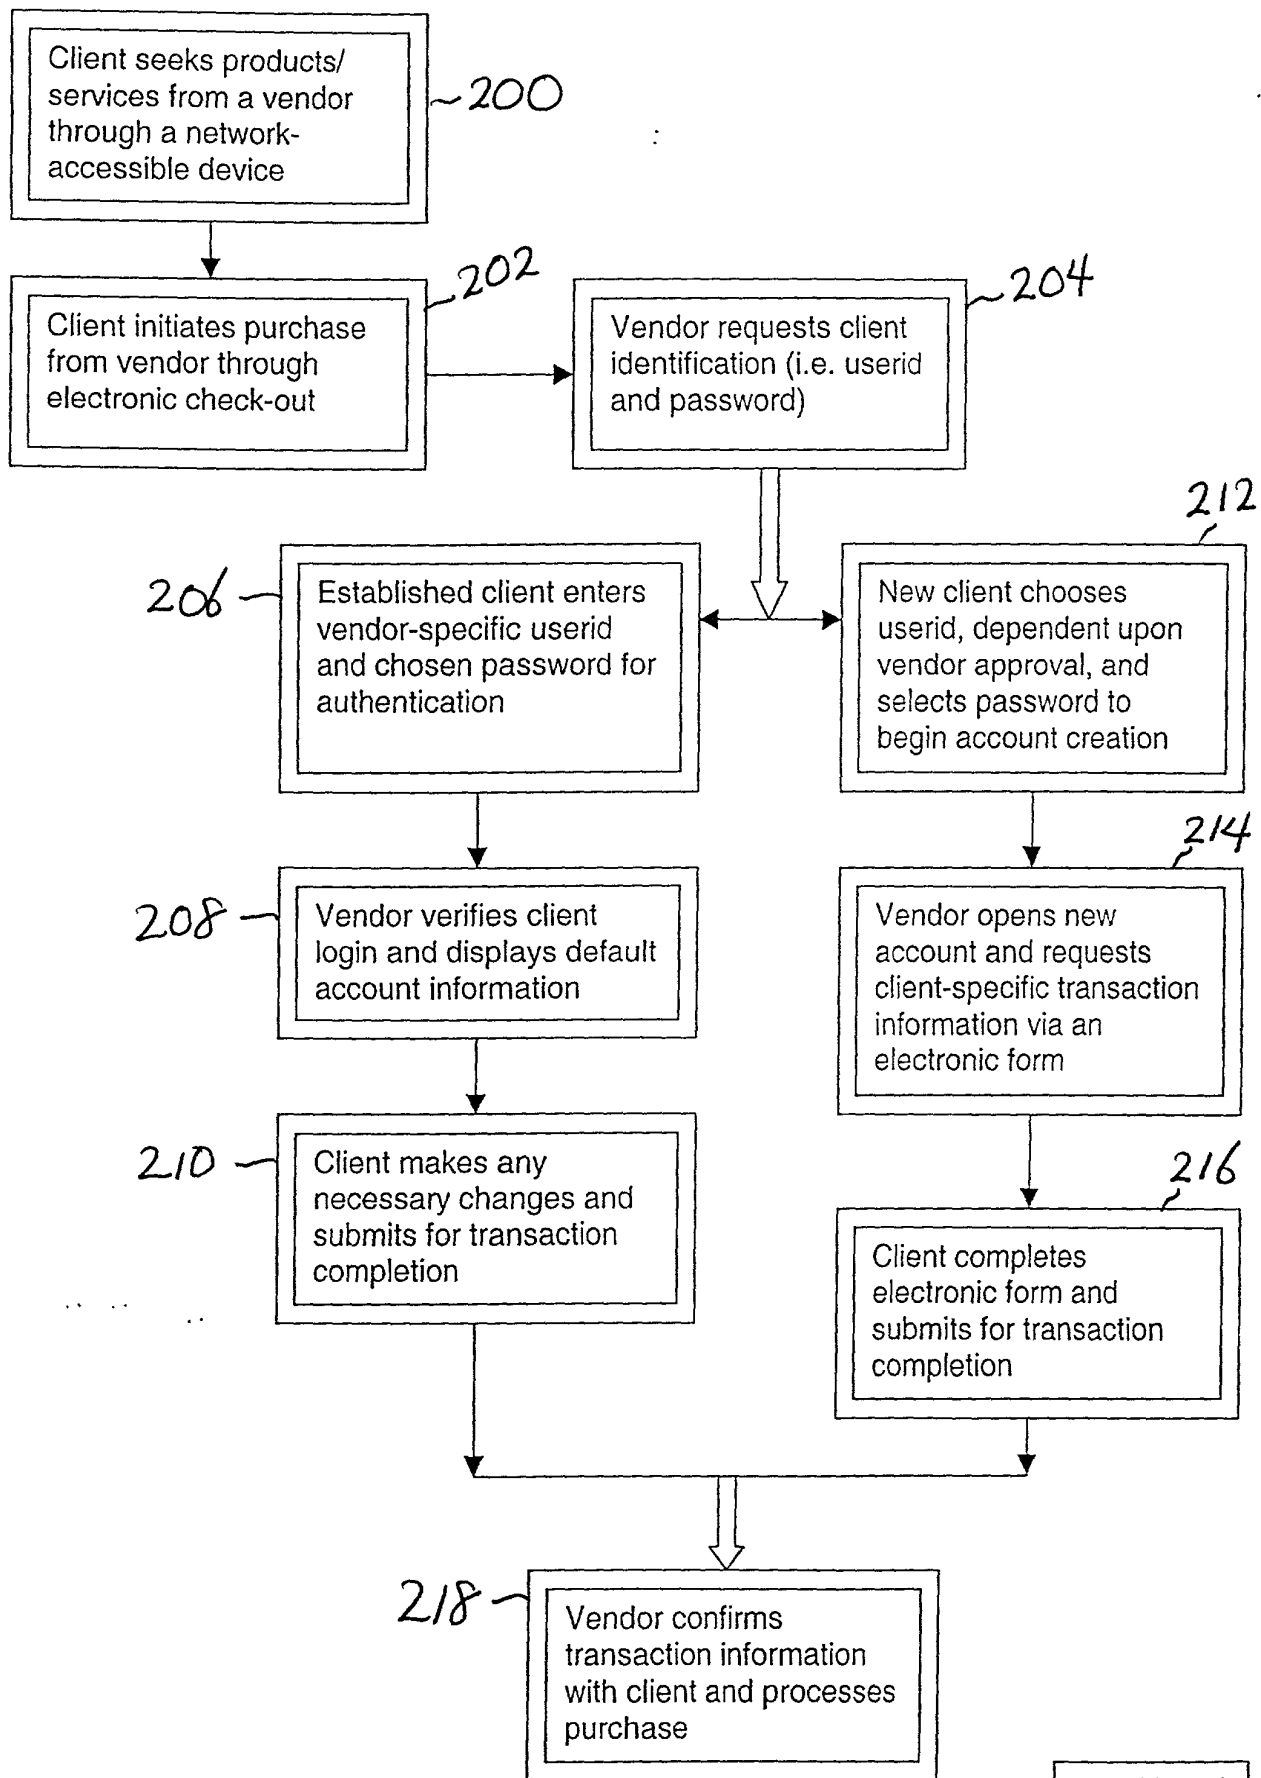 Client seeks products/
services from a vendor
through a network-
accessible device
200
Client initiates purchase
from vendor through
electronic check-out
202
Vendor requests client
identification (i.e. userid
and password)
204
Established client enters
vendor-specific userid
and chosen password for
authentication
206
New client chooses
userid, dependent upon
vendor approval, and
selects password to
begin account creation
212
Vendor verifies client
login and displays default
account information
208
Vendor opens new
account and requests
client-specific transaction
information via an
electronic form
214
Client makes any
necessary changes and
submits for transaction
completion
210
Client completes
electronic form and
submits for transaction
completion
216
Vendor confirms
transaction information
with client and processes
purchase
218